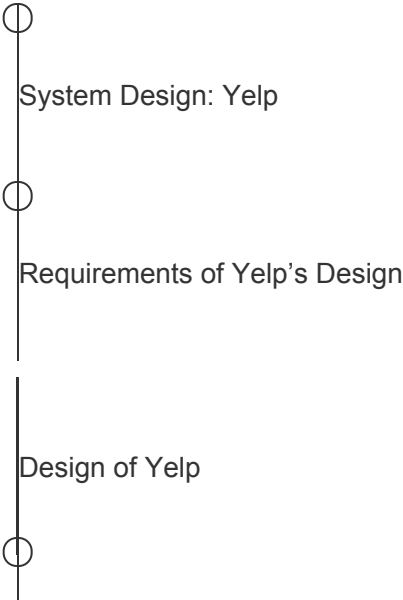 System Design: Yelp
Requirements of Yelp’s Design
Design of Yelp